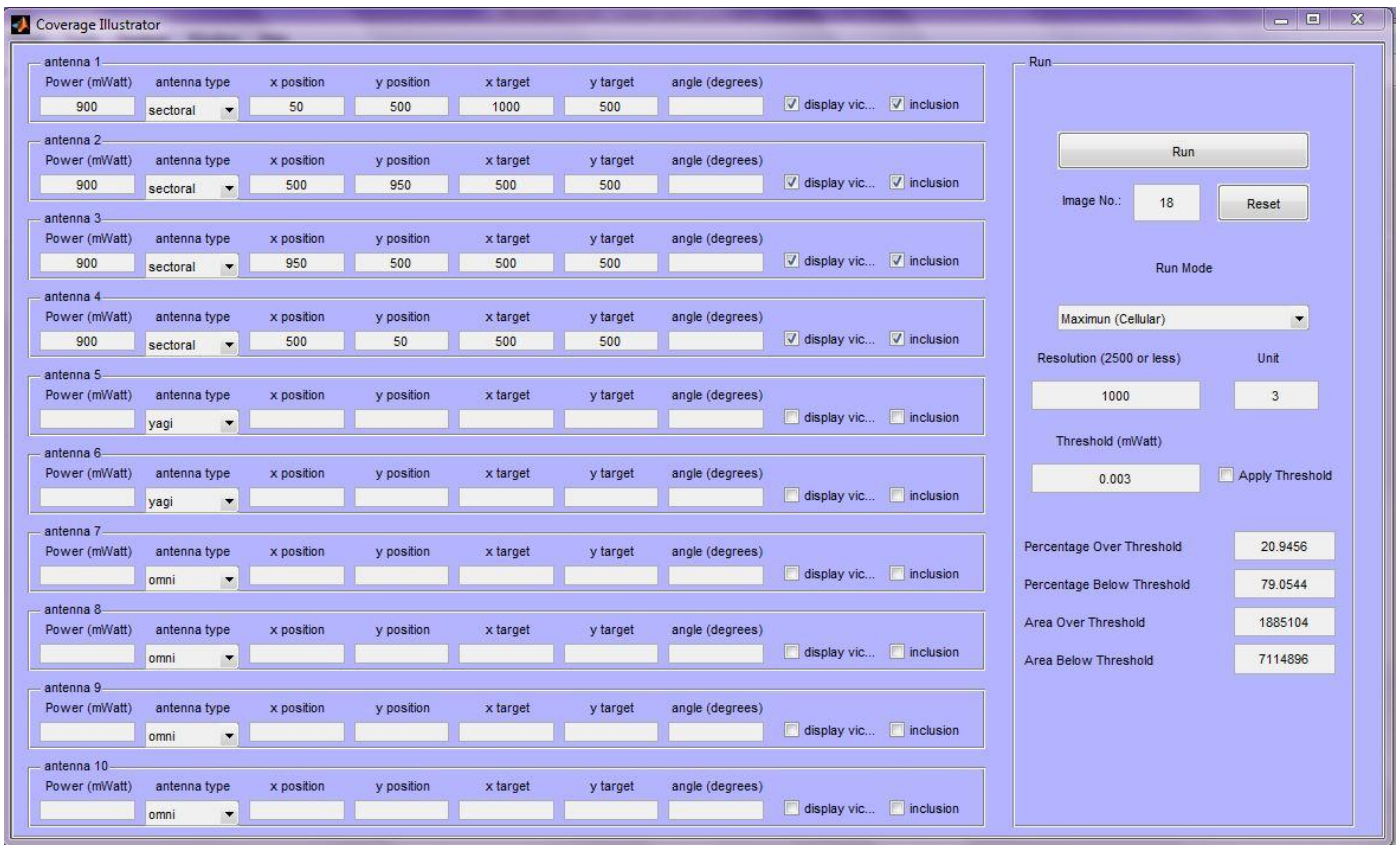 Coverage Illustrator
antenna 1
Power (mWatt) antenna type x position y position x target y target angle (degrees)
900 sectoral 50 500 1000 500 display vic... inclusion
antenna 2
Power (mWatt) antenna type x position y position x target y target angle (degrees)
900 sectoral 500 950 500 500 display vic... inclusion
antenna 3
Power (mWatt) antenna type x position y position x target y target angle (degrees)
900 sectoral 950 500 500 500 display vic... inclusion
antenna 4
Power (mWatt) antenna type x position y position x target y target angle (degrees)
900 sectoral 500 50 500 500 display vic... inclusion
antenna 5
Power (mWatt) antenna type x position y position x target y target angle (degrees)
yagi display vic... inclusion
antenna 6
Power (mWatt) antenna type x position y position x target y target angle (degrees)
yagi display vic... inclusion
antenna 7
Power (mWatt) antenna type x position y position x target y target angle (degrees)
omni display vic... inclusion
antenna 8
Power (mWatt) antenna type x position y position x target y target angle (degrees)
omni display vic... inclusion
antenna 9
Power (mWatt) antenna type x position y position x target y target angle (degrees)
omni display vic... inclusion
antenna 10
Power (mWatt) antenna type x position y position x target y target angle (degrees)
omni display vic... inclusion
Run
Run
Image No.: 18 Reset
Run Mode
Maximun (Cellular)
Resolution (2500 or less) Unit
1000 3
Threshold (mWatt)
0.003 Apply Threshold
Percentage Over Threshold 20.9456
Percentage Below Threshold 79.0544
Area Over Threshold 1885104
Area Below Threshold 7114896